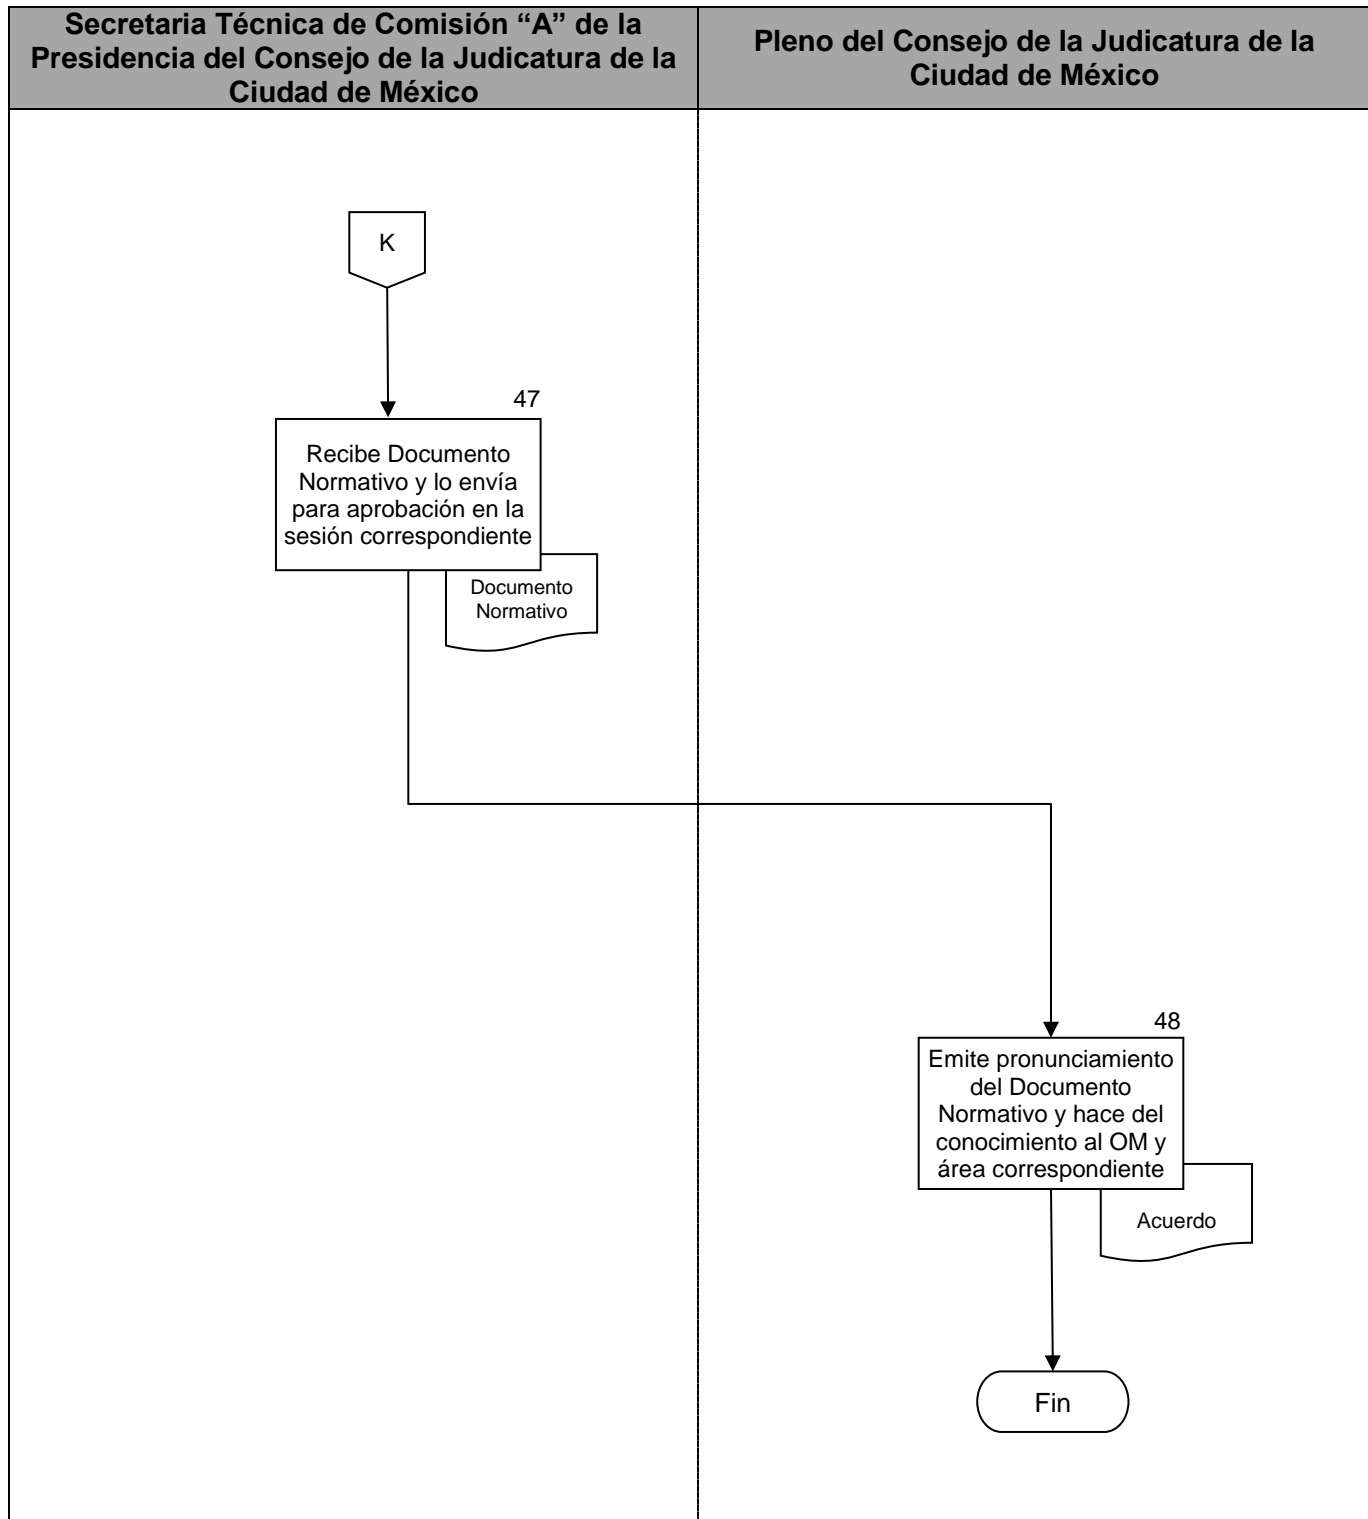 Secretaria Técnica de Comisión “A” de la
Presidencia del Consejo de la Judicatura de la
Ciudad de México
Pleno del Consejo de la Judicatura de la
Ciudad de México
K
47
Recibe Documento
Normativo y lo envía
para aprobación en la
sesión correspondiente
Documento
Normativo
48
Emite pronunciamiento
del Documento
Normativo y hace del
conocimiento al OM y
área correspondiente
Acuerdo
Fin